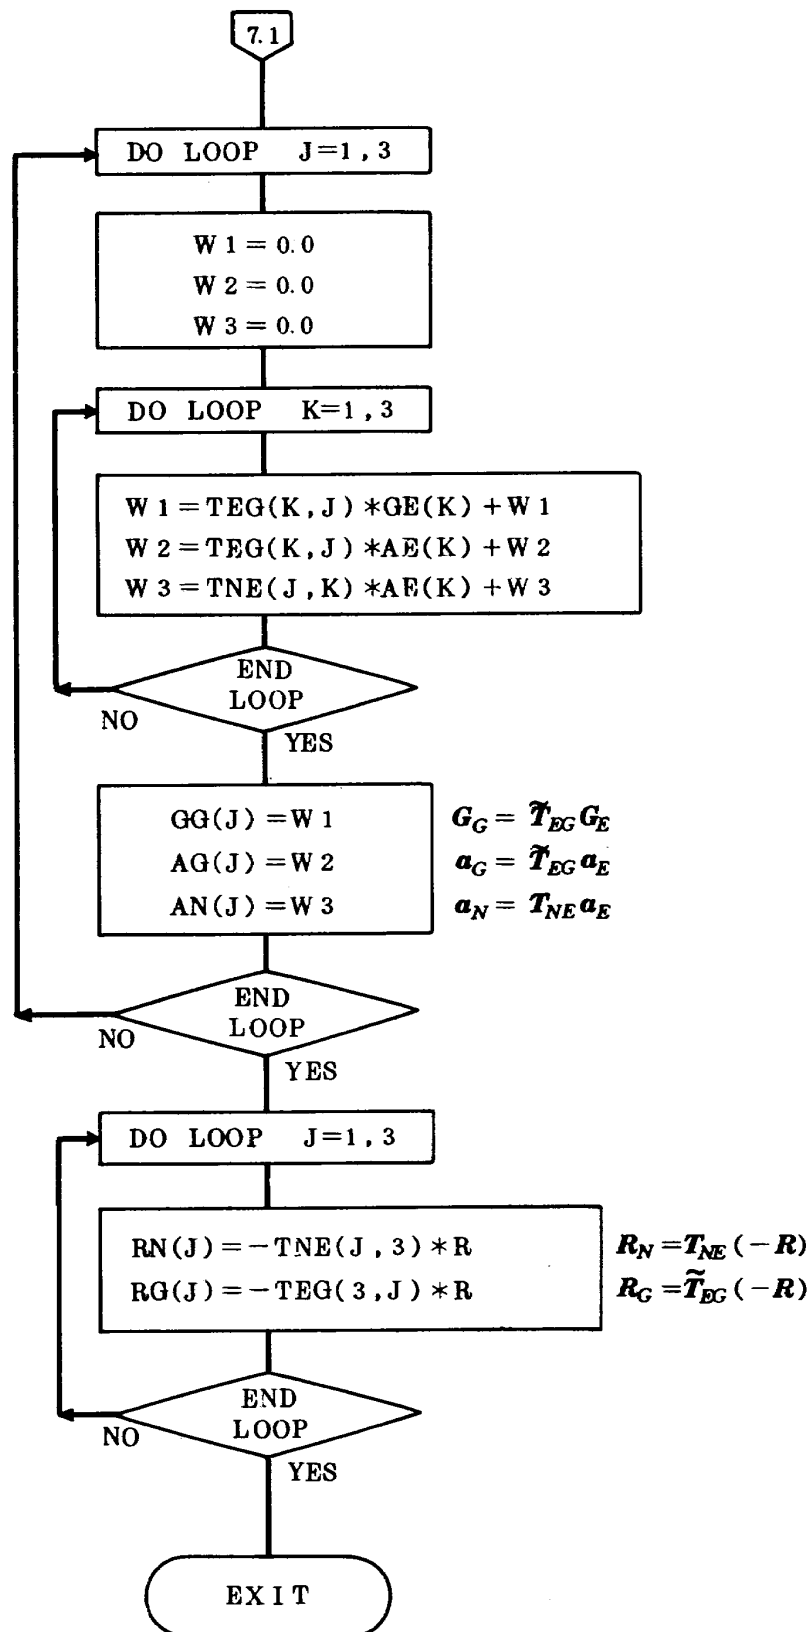 7.1
DO LOOP J=1,3
W1=0.0
W2=0.0
W3=0.0
DO LOOP K=1,3
W1=TEG(K,J)*GE(K)+W1
W2=TEG(K,J)*AE(K)+W2
W3=TNE(J,K)*AE(K)+W3
END
LOOP
NO
YES
GG(J)=W1 G_G = T̃_EG G_E
AG(J)=W2 a_G = T̃_EG a_E
AN(J)=W3 a_N = T_NE a_E
END
LOOP
NO
YES
DO LOOP J=1,3
RN(J)=-TNE(J,3)*R R_N = T_NE (-R)
RG(J)=-TEG(3,J)*R R_G = T̃_EG (-R)
END
LOOP
NO
YES
EXIT